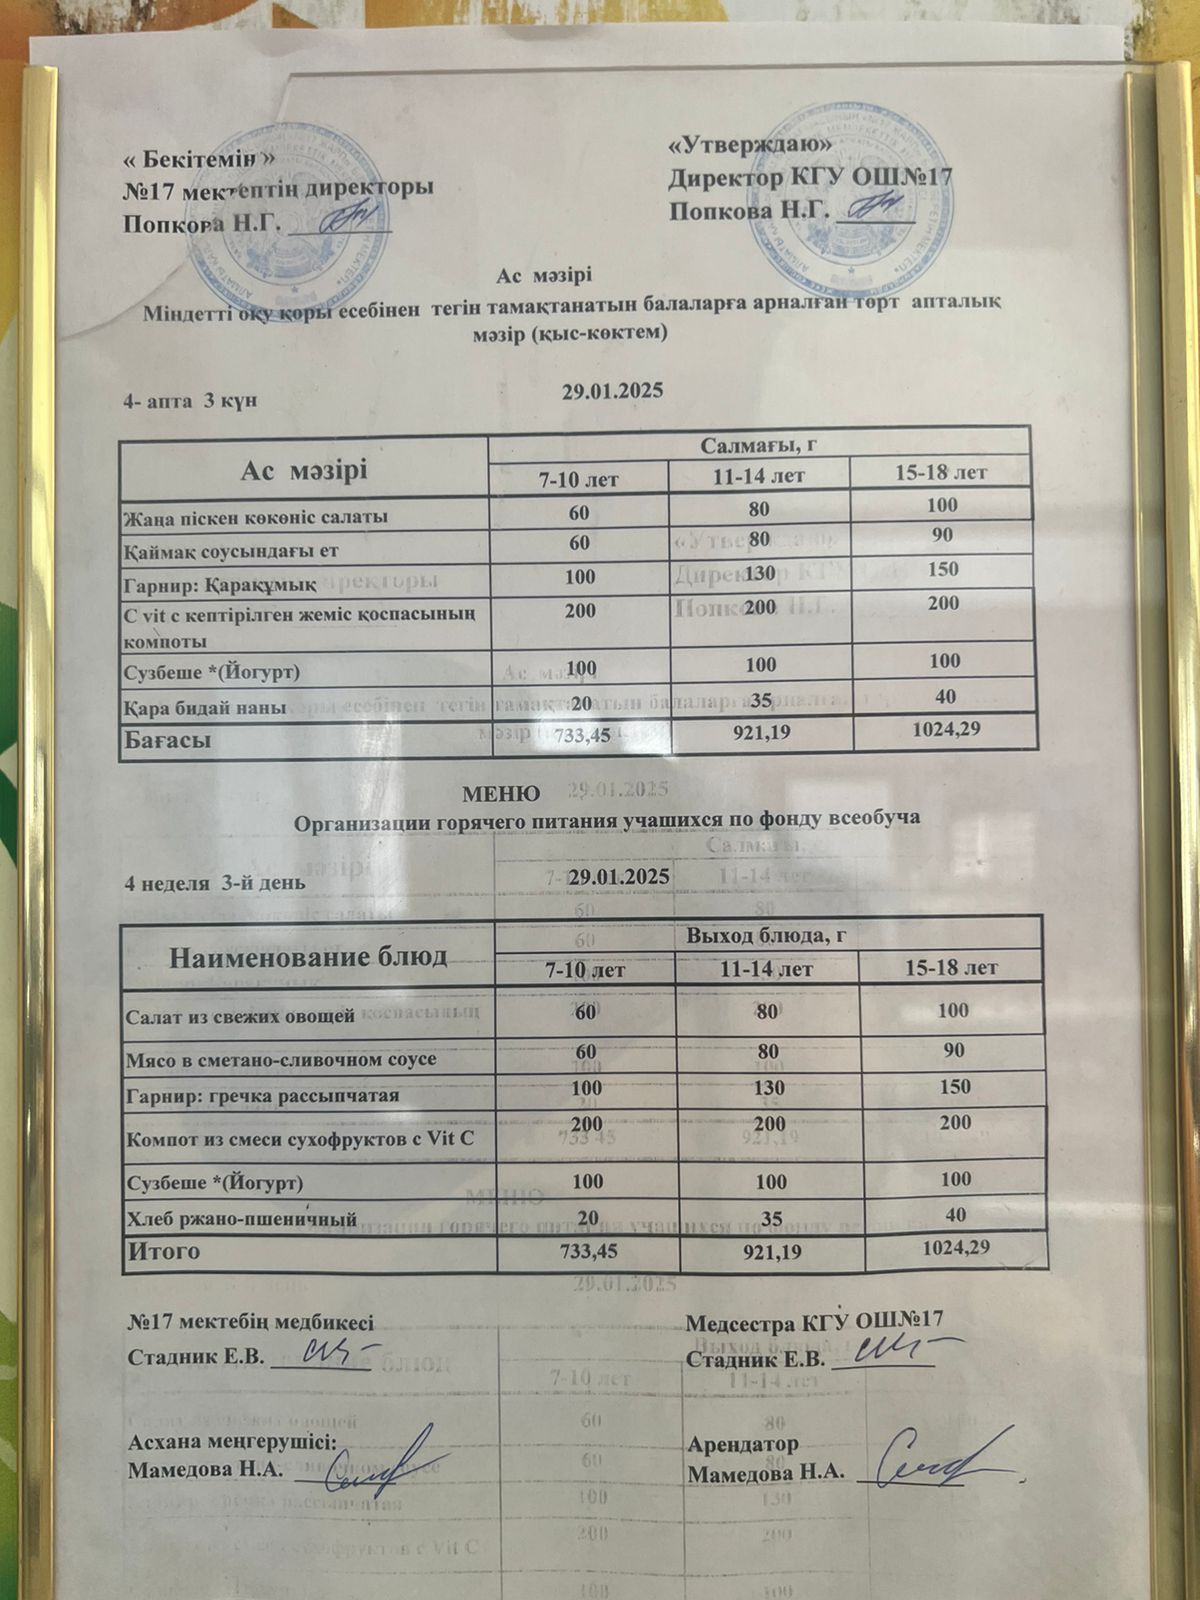 « Бекітемін »
№17 мектептің директоры
Попкова Н.Г.
«Утверждаю»
Директор КГУ ОШ№17
Попкова Н.Г.
Ас мәзірі
Міндетті оқу қоры есебінен тегін тамақтанатын балаларға арналған төрт апталық
мәзір (қыс-көктем)
4- апта 3 күн 29.01.2025
Ас мәзірі Салмағы, г
7-10 лет 11-14 лет 15-18 лет
Жаңа піскен көкөніс салаты 60 80 100
Қаймақ соусындағы ет 60 80 90
Гарнир: Қарақұмық 100 130 150
С vit с кептірілген жеміс қоспасының
компоты 200 200 200
Сузбеше *(Йогурт) 100 100 100
Қара бидай наны 20 35 40
Бағасы 733,45 921,19 1024,29
МЕНЮ
Организации горячего питания учашихся по фонду всеобуча
4 неделя 3-й день 29.01.2025
Наименование блюд Выход блюда, г
7-10 лет 11-14 лет 15-18 лет
Салат из свежих овощей 60 80 100
Мясо в сметано-сливочном соусе 60 80 90
Гарнир: гречка рассыпчатая 100 130 150
Компот из смеси сухофруктов с Vit C 200 200 200
Сузбеше *(Йогурт) 100 100 100
Хлеб ржано-пшеничный 20 35 40
Итого 733,45 921,19 1024,29
№17 мектебің медбикесі
Стадник Е.В.
Медсестра КГУ ОШ№17
Стадник Е.В.
Асхана меңгерушісі:
Мамедова Н.А.
Арендатор
Мамедова Н.А.